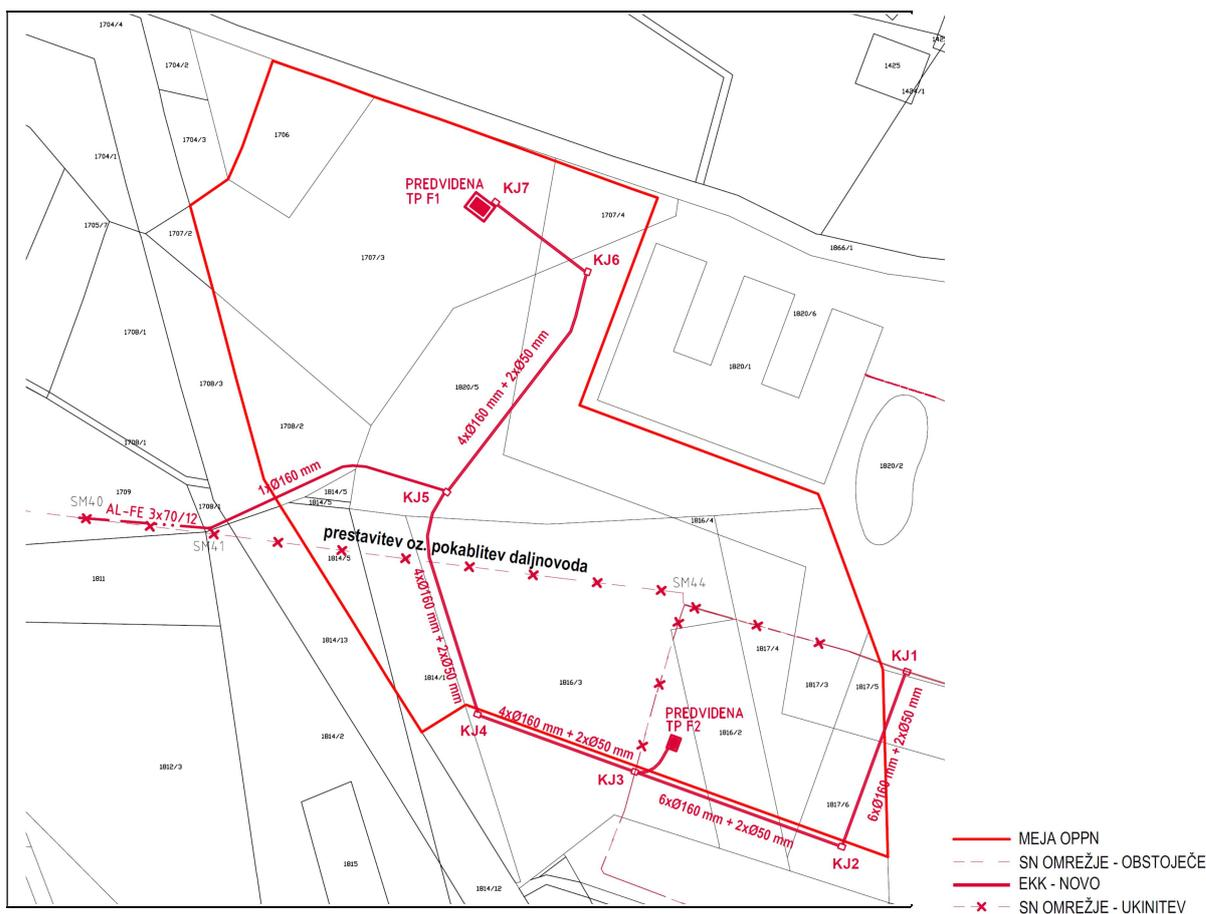 1704/4
1425
1704/2
1424/1
1706
1704/3
1704/1
PREDVIDENA
TP F1
KJ7
1707/4
1705/7
1707/2
1866/1
1707/3
KJ6
1820/6
1708/1
1820/1
4xØ160 mm + 2xØ50 mm
1708/3
1820/5
1708/2
1708/1
1820/2
1xØ160 mm
1709
1814/5
KJ5
SM40
AL-FE 3x70/12
1708/1
1814/5
1816/4
SM41
prestavitev oz. pokablitev daljnovoda
1814/5
1811
SM44
4xØ160 mm + 2xØ50 mm
1814/13
1817/4
KJ1
1814/1
1816/3
1817/3
1817/5
4xØ160 mm + 2xØ50 mm
PREDVIDENA
TP F2
KJ4
1816/2
6xØ160 mm + 2xØ50 mm
1814/2
1812/3
KJ3
6xØ160 mm + 2xØ50 mm
1817/6
KJ2
1815
1814/12
MEJA OPPN
SN OMREŽJE - OBSTOJEČE
EKK - NOVO
SN OMREŽJE - UKINITEV